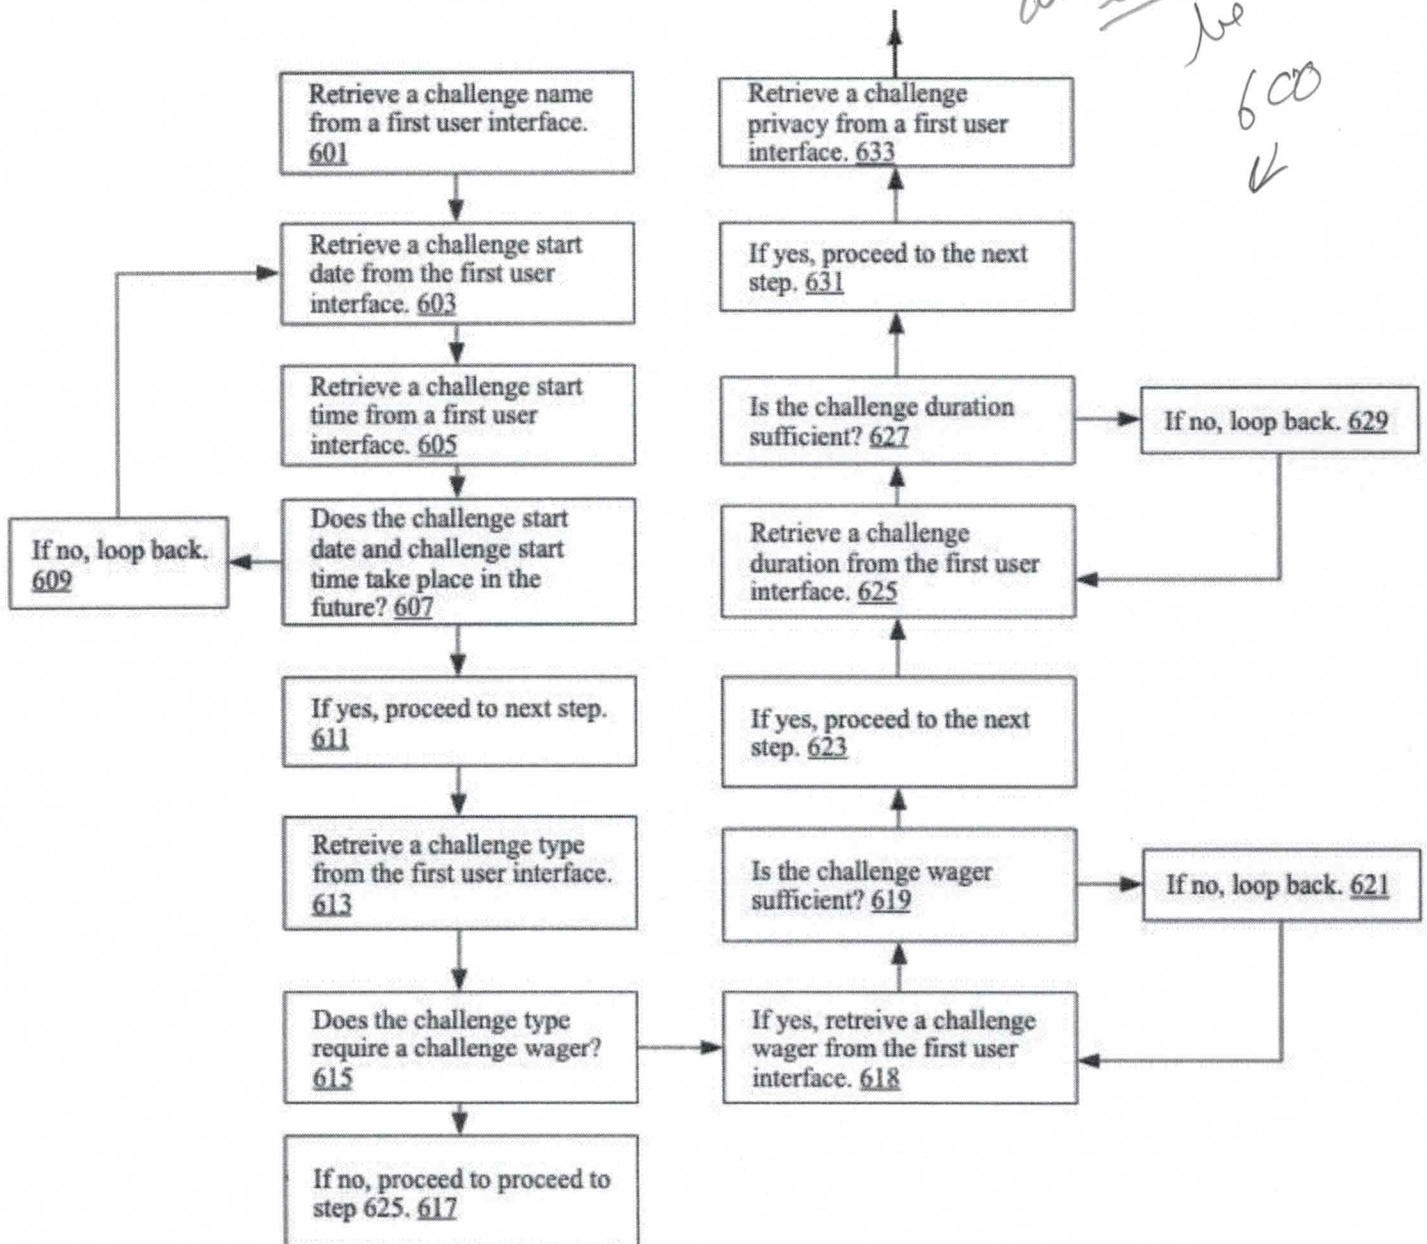 be
600
Retrieve a challenge name
from a first user interface.
601
Retrieve a challenge start
date from the first user
interface. 603
Retrieve a challenge start
time from a first user
interface. 605
Does the challenge start
date and challenge start
time take place in the
future? 607
If no, loop back.
609
If yes, proceed to next step.
611
Retreive a challenge type
from the first user interface.
613
Does the challenge type
require a challenge wager?
615
If no, proceed to proceed to
step 625. 617
If yes, retreive a challenge
wager from the first user
interface. 618
Is the challenge wager
sufficient? 619
If no, loop back. 621
If yes, proceed to the next
step. 623
Retrieve a challenge
duration from the first user
interface. 625
Is the challenge duration
sufficient? 627
If no, loop back. 629
If yes, proceed to the next
step. 631
Retrieve a challenge
privacy from a first user
interface. 633